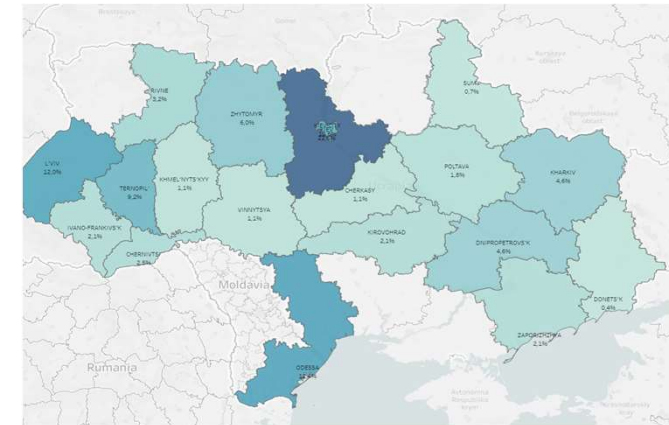 RIVNE
3,2%
ZHYTOMYR
6,0%
SUMY
0,7%
L'VIV
12,0%
TERNOPIL'
9,2%
KHMEL'NYTS'KYY
1,1%
POLTAVA
1,8%
KHARKIV
4,6%
CHERKASY
1,1%
VINNYTSYA
1,1%
IVANO-FRANKIVS'K
2,1%
KIROVOHRAD
2,1%
CHERNIVTSI
2,5%
DNIPROPETROVS'K
4,6%
Moldavia
DONETS'K
0,4%
ZAPORIZHZHYA
2,1%
Rumania
ODESSA